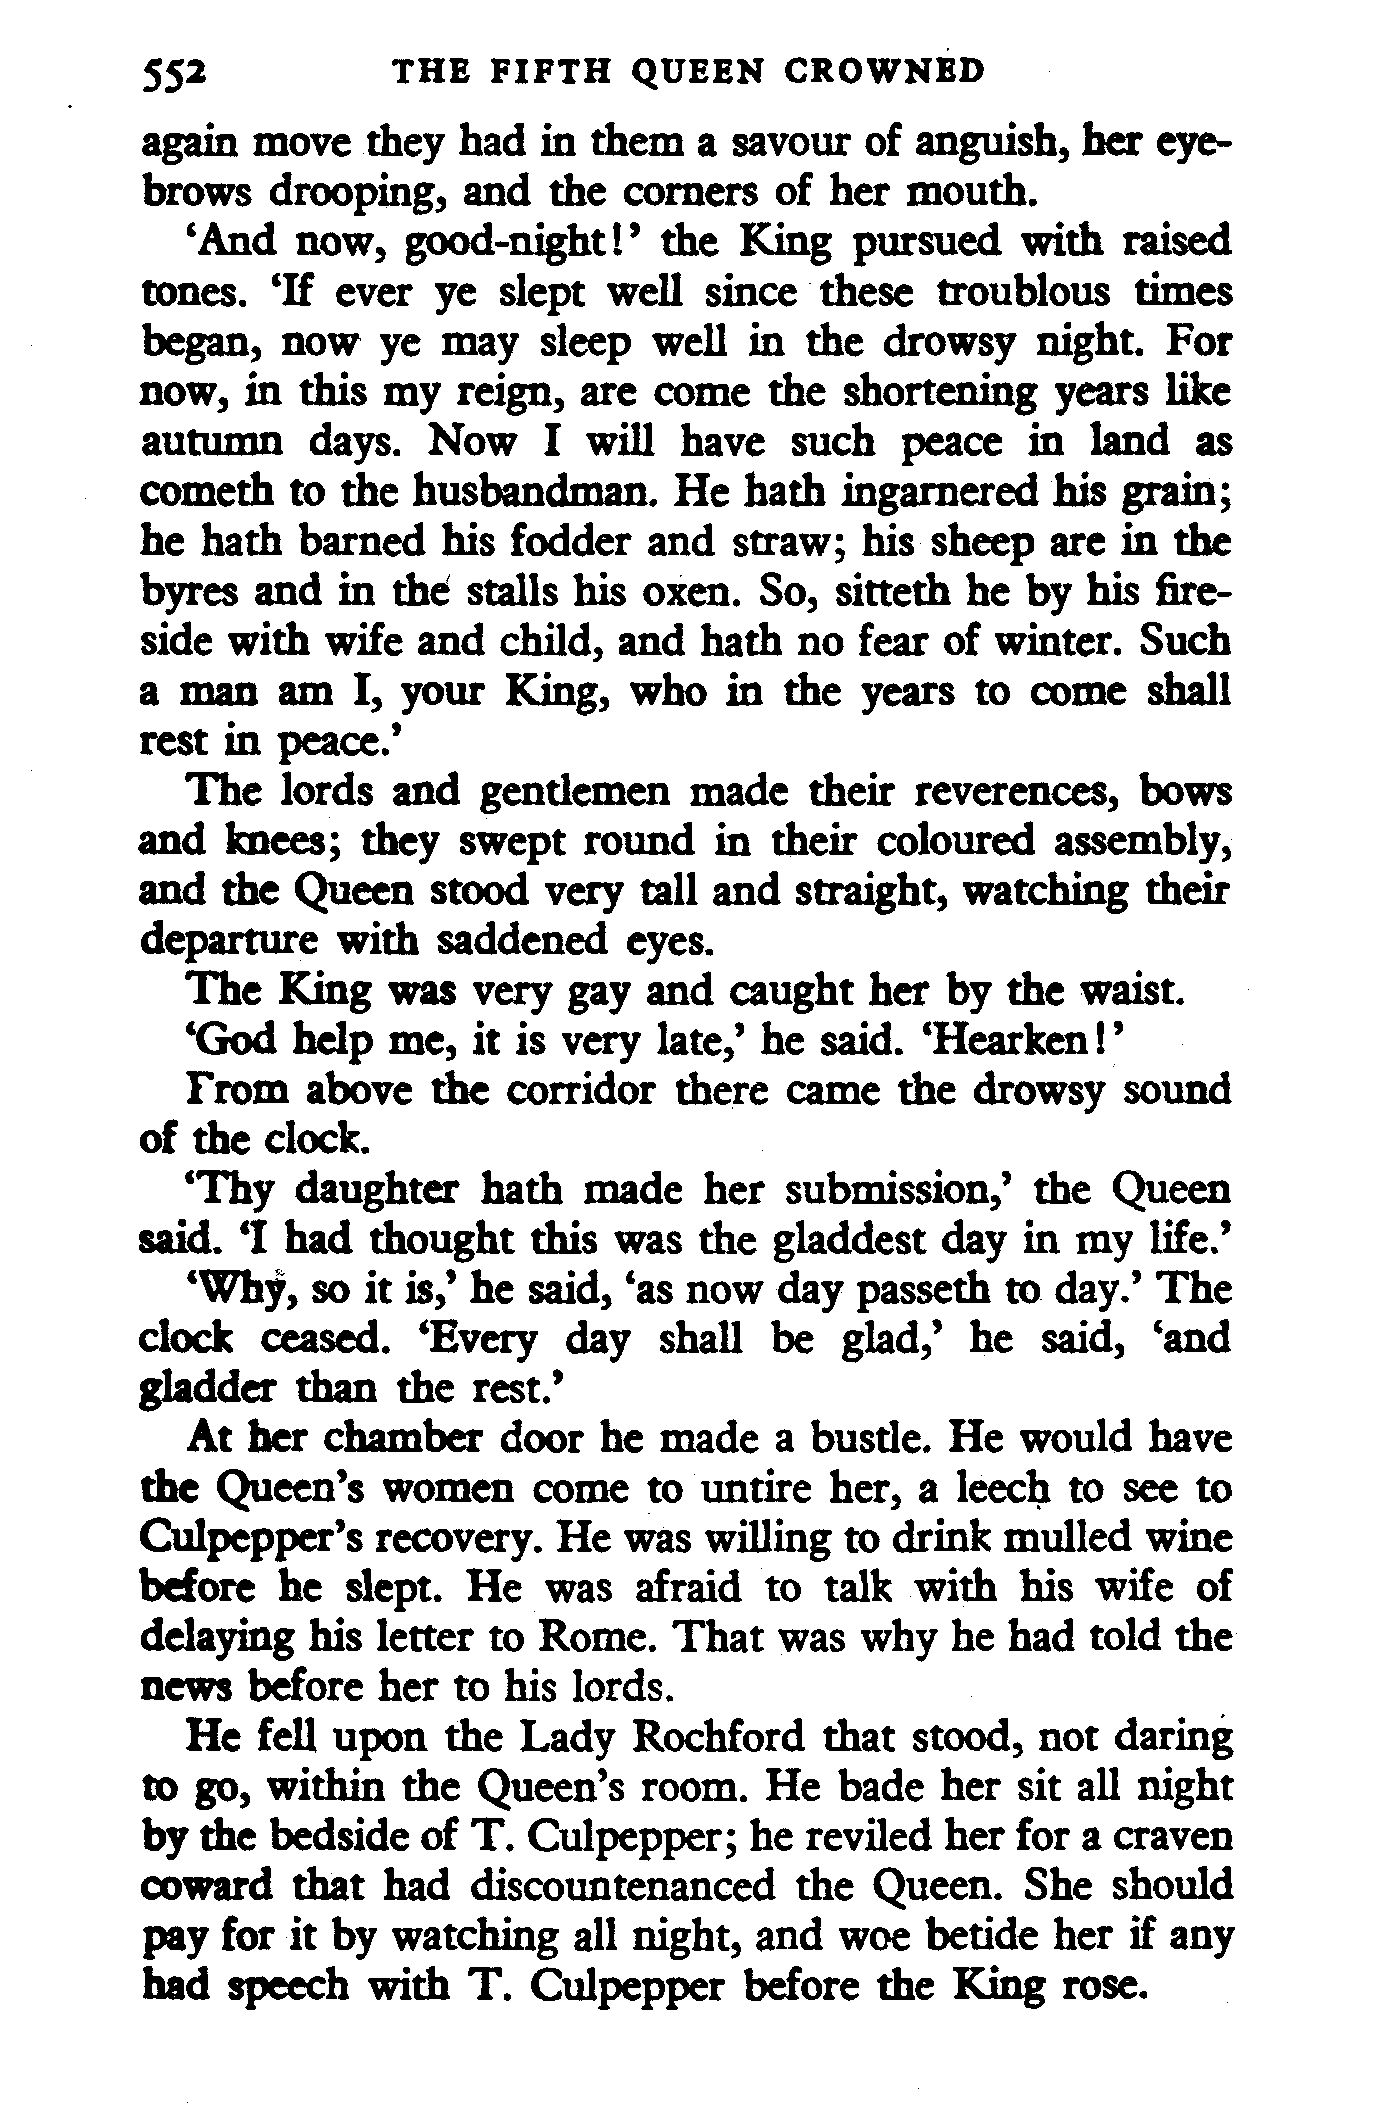 552 THE FIFTH QUEEN CROWNED
again move they had in them a savour of anguish, her eye-
brows drooping, and the corners of her mouth.
‘And now, good-night!’ the King pursued with raised
tones. ‘If ever ye slept well since these troublous times
began, now ye may sleep well in the drowsy night. For
now, in this my reign, are come the shortening years like
autumn days. Now I will have such peace in land as
cometh to the husbandman. He hath ingarnered his grain;
he hath barned his fodder and straw; his sheep are in the
byres and in the stalls his oxen. So, sitteth he by his fire-
side with wife and child, and hath no fear of winter. Such
a man am I, your King, who in the years to come shall
rest in peace.’
The lords and gentlemen made their reverences, bows
and knees; they swept round in their coloured assembly,
and the Queen stood very tall and straight, watching their
departure with saddened eyes.
The King was very gay and caught her by the waist.
‘God help me, it is very late,’ he said. ‘Hearken!’
From above the corridor there came the drowsy sound
of the clock.
‘Thy daughter hath made her submission,’ the Queen
said. ‘I had thought this was the gladdest day in my life.’
‘Why, so it is,’ he said, ‘as now day passeth to day.’ The
clock ceased. ‘Every day shall be glad,’ he said, ‘and
gladder than the rest.’
At her chamber door he made a bustle. He would have
the Queen’s women come to untire her, a leech to see to
Culpepper’s recovery. He was willing to drink mulled wine
before he slept. He was afraid to talk with his wife of
delaying his letter to Rome. That was why he had told the
news before her to his lords.
He fell upon the Lady Rochford that stood, not daring
to go, within the Queen’s room. He bade her sit all night
by the bedside of T. Culpepper; he reviled her for a craven
coward that had discountenanced the Queen. She should
pay for it by watching all night, and woe betide her if any
had speech with T. Culpepper before the King rose.